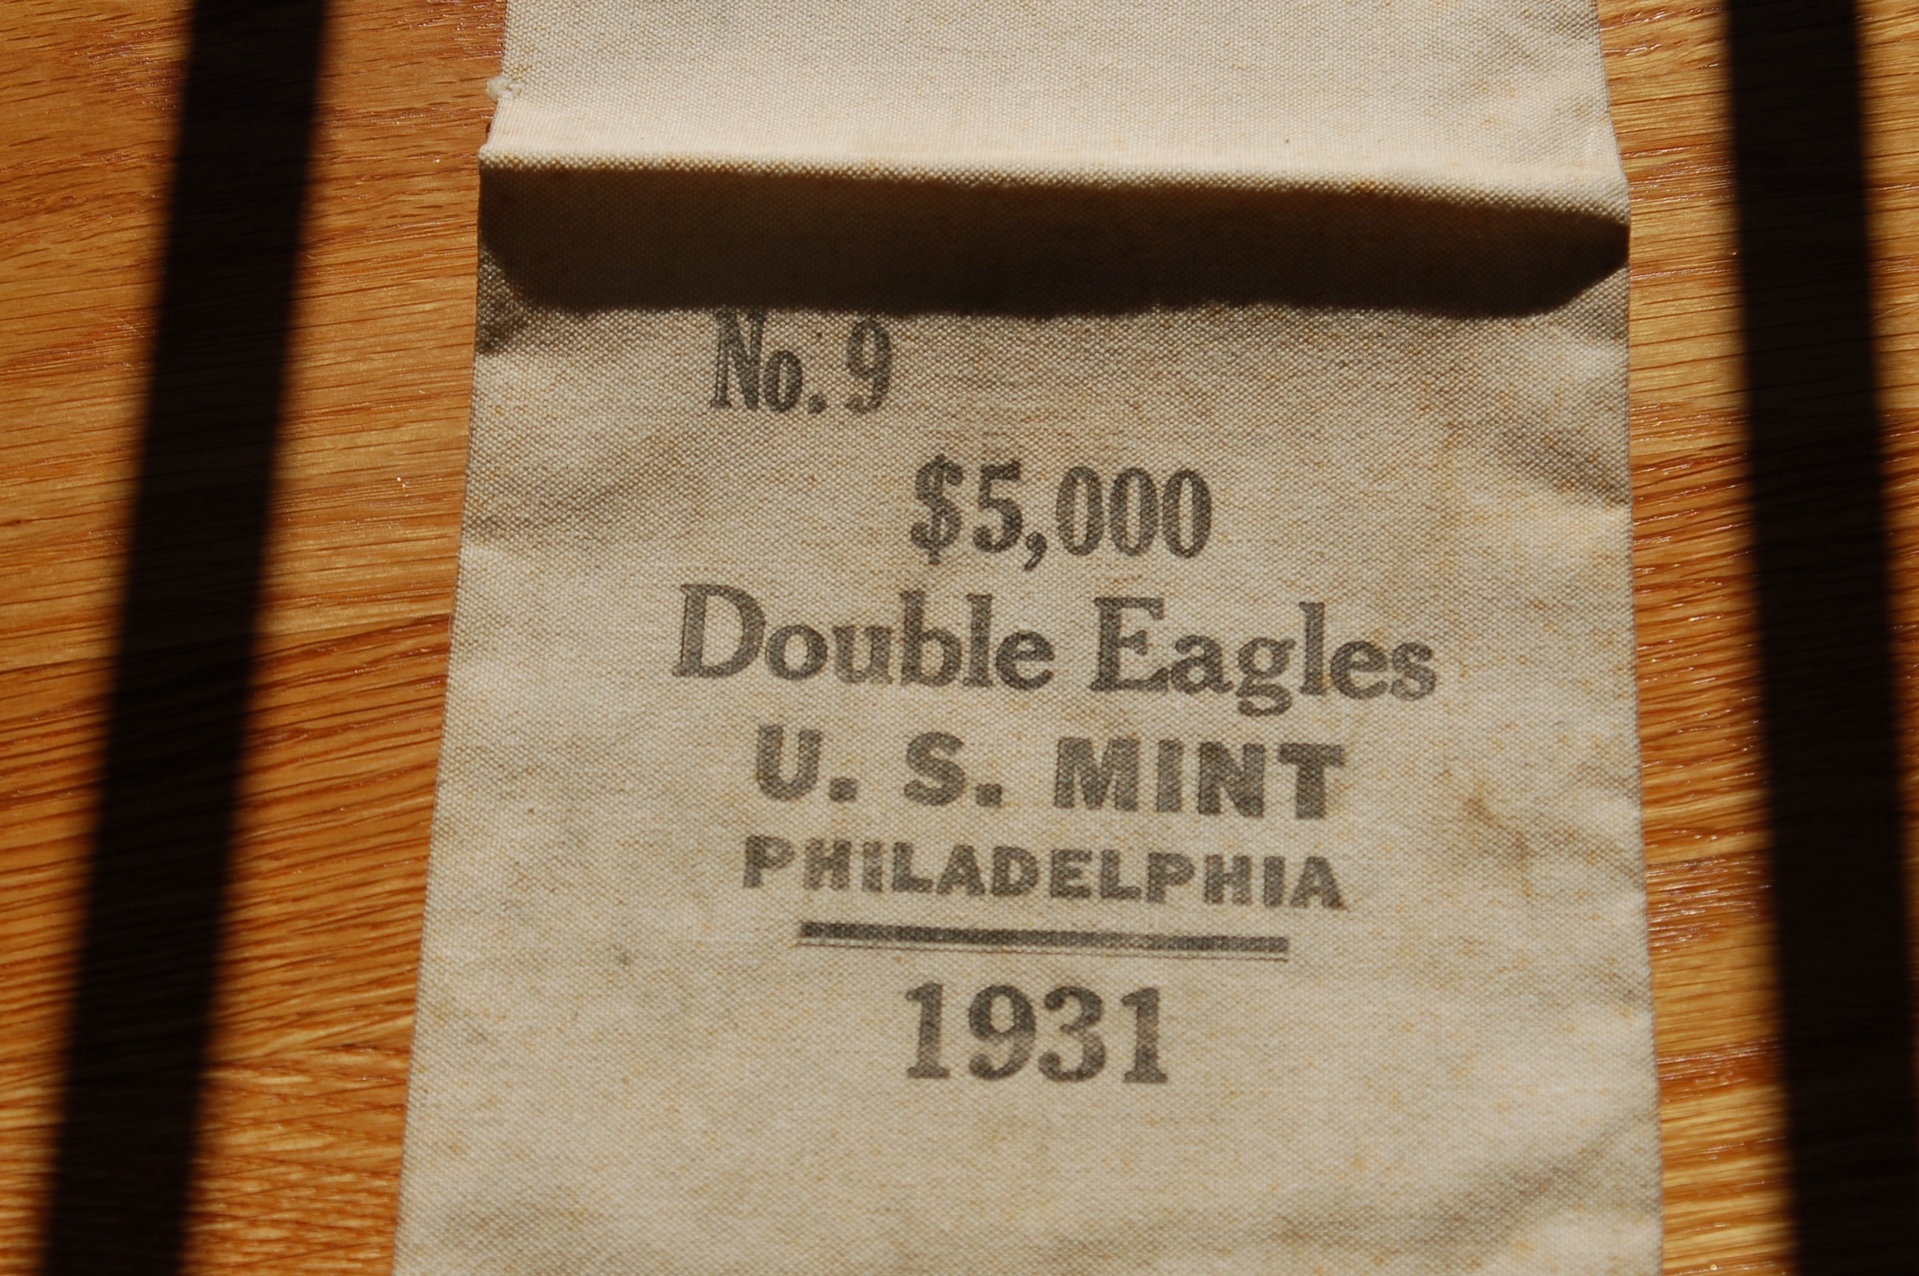 No. 9
$5,000
Double Eagles
U. S. MINT
PHILADELPHIA
1931